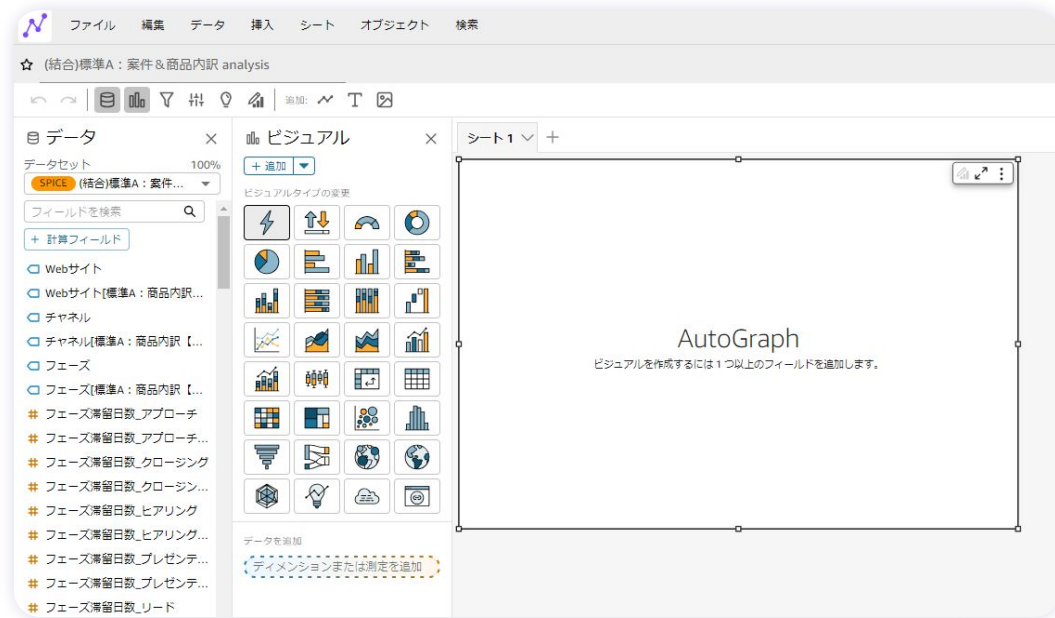 ファイル 編集 データ 挿入 シート オブジェクト 検索
(結合)標準A：案件＆商品内訳 analysis
追加:
データ
データセット 100%
SPICE (結合)標準A：案件...
フィールドを検索
+ 計算フィールド
Webサイト
Webサイト[標準A：商品内訳...
チャネル
チャネル[標準A：商品内訳【...
フェーズ
フェーズ[標準A：商品内訳【...
フェーズ滞留日数_アプローチ
フェーズ滞留日数_アプローチ...
フェーズ滞留日数_クロージング
フェーズ滞留日数_クロージン...
フェーズ滞留日数_ヒアリング
フェーズ滞留日数_ヒアリング...
フェーズ滞留日数_プレゼンテ...
フェーズ滞留日数_プレゼンテ...
フェーズ滞留日数_リード
ビジュアル
+ 追加
ビジュアルタイプの変更
データを追加
ディメンションまたは測定を追加
シート 1
AutoGraph
ビジュアルを作成するには 1 つ以上のフィールドを追加します。